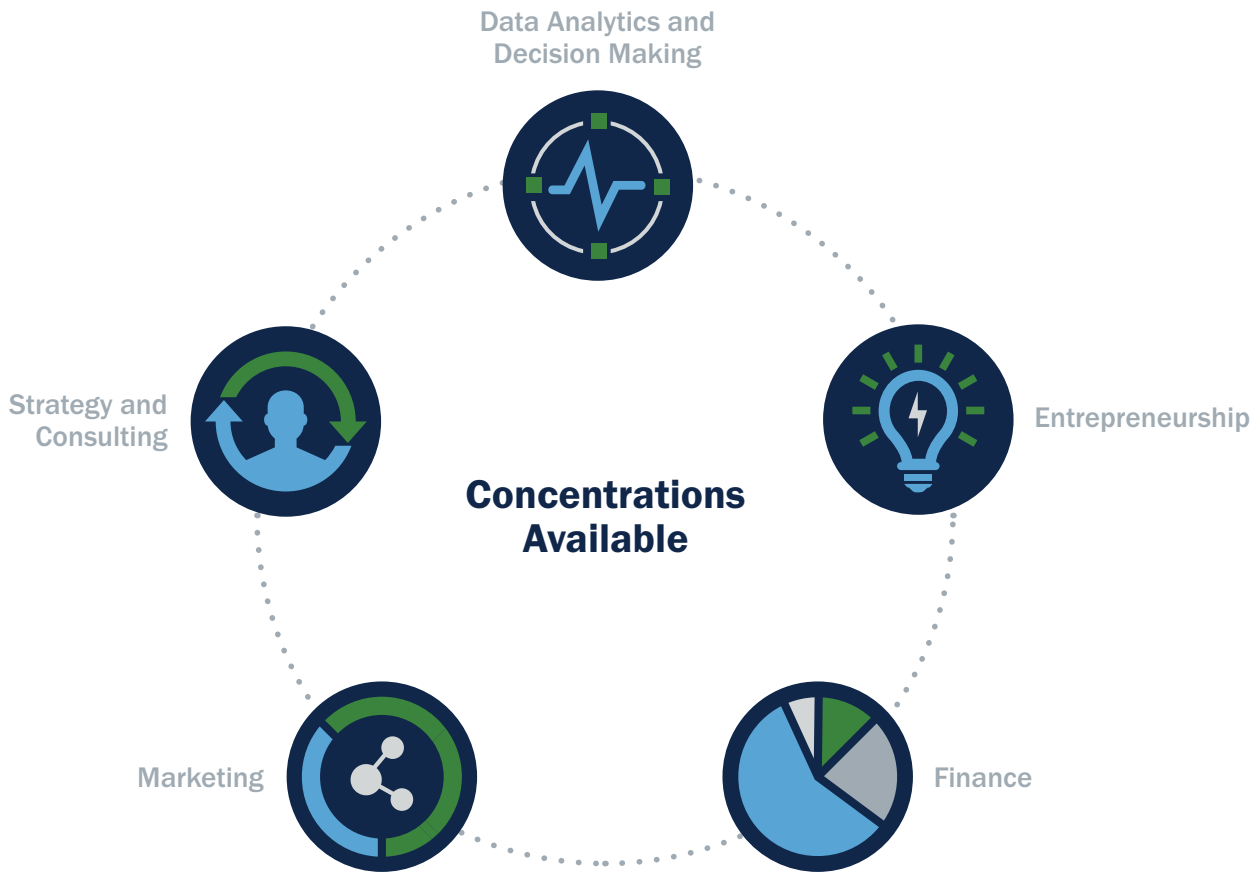 Data Analytics and
Decision Making
Strategy and
Consulting
Entrepreneurship
Concentrations
Available
Marketing
Finance